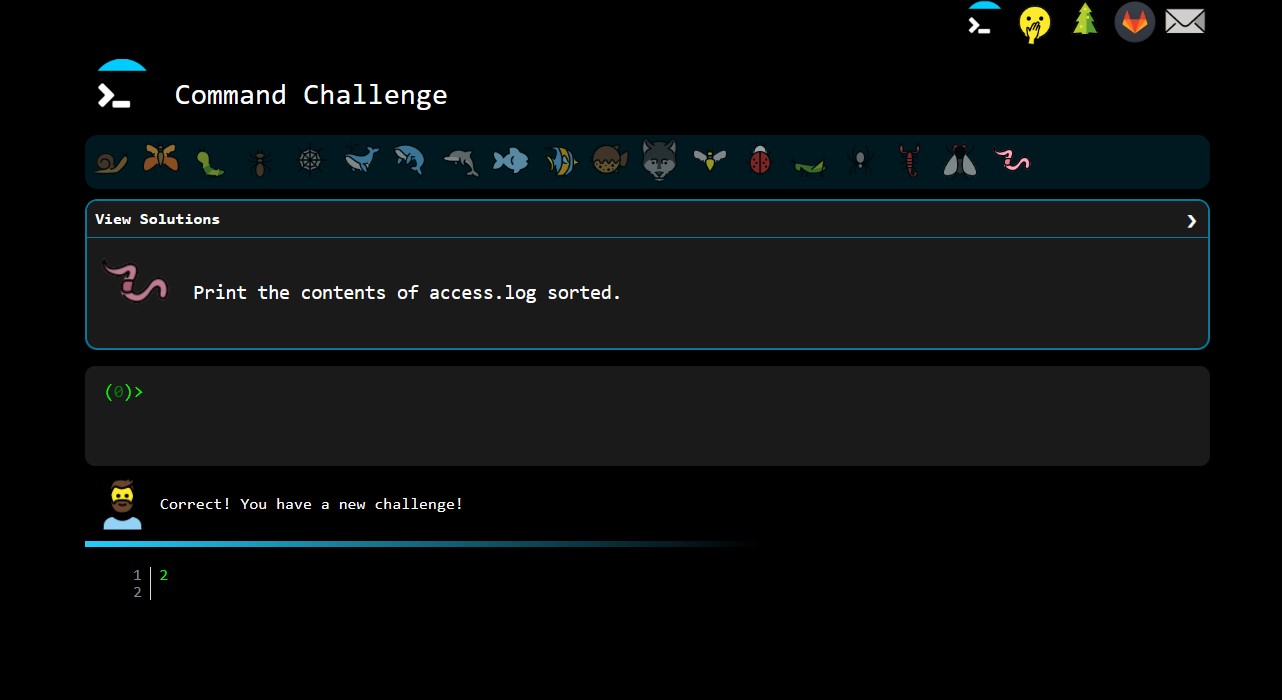 Command Challenge
View Solutions
Print the contents of access.log sorted.
(0)>
Correct! You have a new challenge!
1 2
2